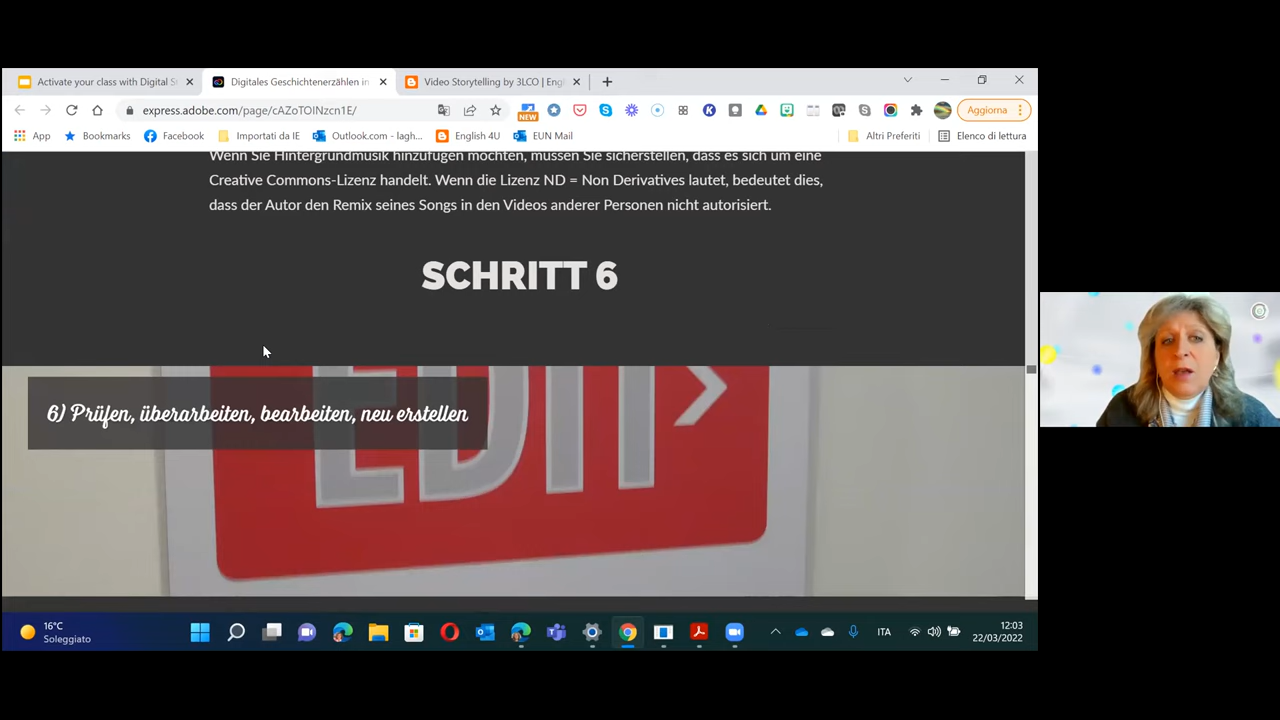 Activate your class with Digital S
Digitales Geschichtenerzählen in
Video Storytelling by 3LCO | Engl
express.adobe.com/page/cAZoTOINzcn1E/
NEW
Aggiorna
App
Bookmarks
Facebook
Importati da IE
Outlook.com - lagh...
English 4U
EUN Mail
Altri Preferiti
Elenco di lettura
Wenn Sie Hintergrundmusik hinzufügen möchten, müssen Sie sicherstellen, dass es sich um eine
Creative Commons-Lizenz handelt. Wenn die Lizenz ND = Non Derivatives lautet, bedeutet dies,
dass der Autor den Remix seines Songs in den Videos anderer Personen nicht autorisiert.
SCHRITT 6
EDIT
6) Prüfen, überarbeiten, bearbeiten, neu erstellen
16°C
Soleggiato
ITA
12:03
22/03/2022